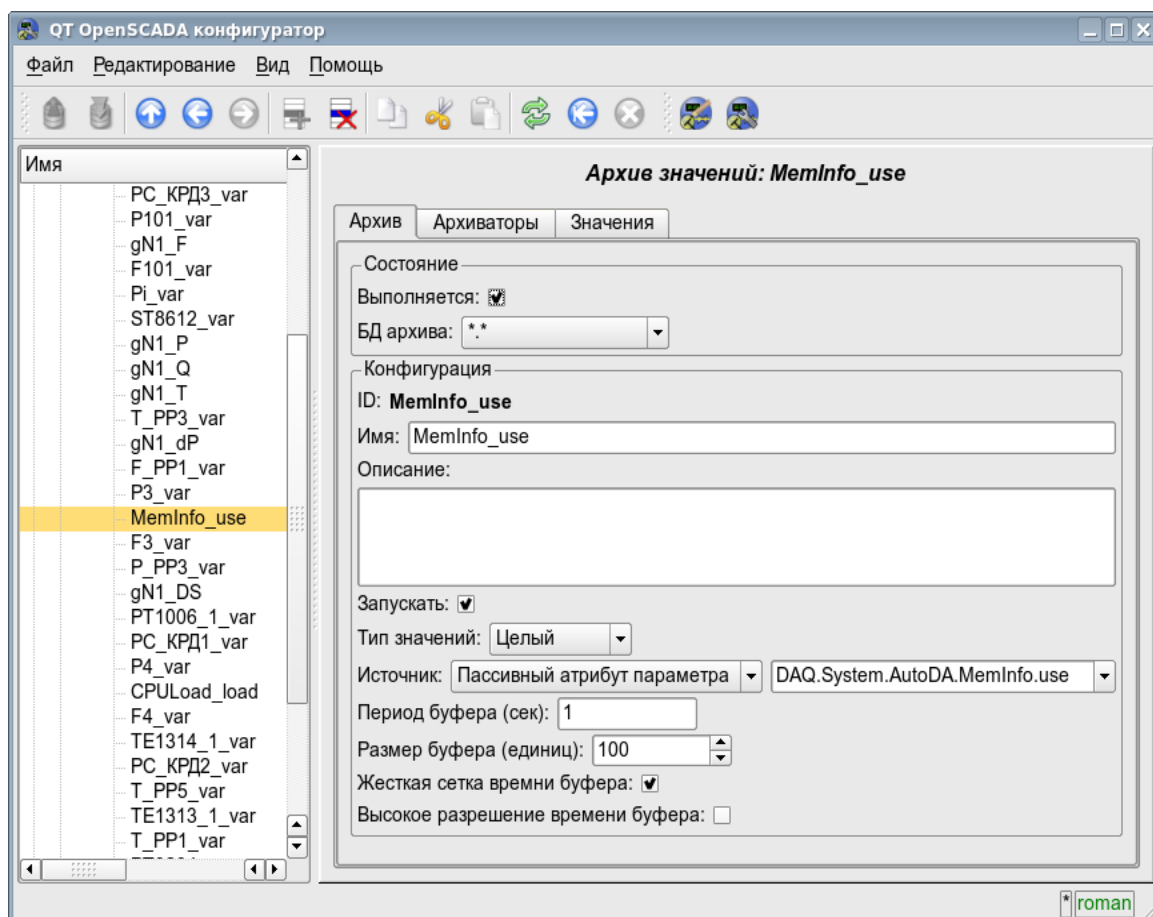 QT OpenSCADA конфигуратор
Файл Редактирование Вид Помощь
Имя
PC_КРД3_var
P101_var
gN1_F
F101_var
Pi_var
ST8612_var
gN1_P
gN1_Q
gN1_T
T_PP3_var
gN1_dP
F_PP1_var
P3_var
MemInfo_use
F3_var
P_PP3_var
gN1_DS
PT1006_1_var
PC_КРД1_var
P4_var
CPULoad_load
F4_var
TE1314_1_var
PC_КРД2_var
T_PP5_var
TE1313_1_var
T_PP1_var
Архив значений: MemInfo_use
Архив Архиваторы Значения
Состояние
Выполняется:
БД архива: *.*
Конфигурация
ID: MemInfo_use
Имя: MemInfo_use
Описание:
Запускать:
Тип значений: Целый
Источник: Пассивный атрибут параметра DAQ.System.AutoDA.MemInfo.use
Период буфера (сек): 1
Размер буфера (единиц): 100
Жесткая сетка времни буфера:
Высокое разрешение времени буфера:
* roman